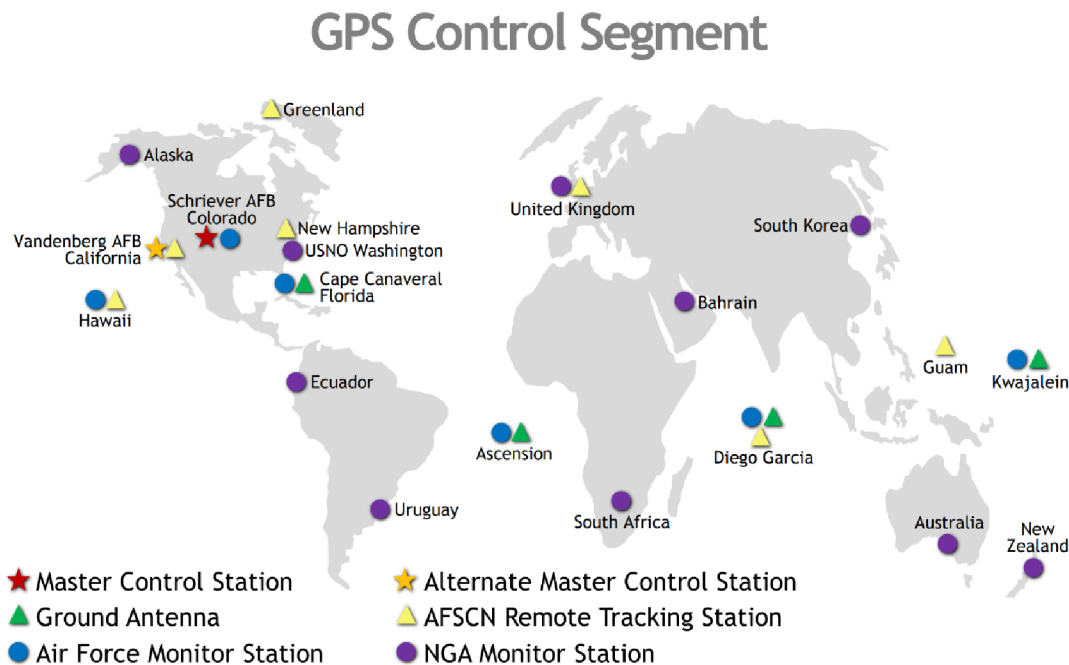 GPS Control Segment
Greenland
Alaska
Schriever AFB
Colorado
New Hampshire
USNO Washington
Vandenberg AFB
California
Cape Canaveral
Florida
Hawaii
United Kingdom
South Korea
Bahrain
Guam
Kwajalein
Ecuador
Ascension
Diego Garcia
Uruguay
South Africa
Australia
New
Zealand
Master Control Station
Alternate Master Control Station
Ground Antenna
AFSCN Remote Tracking Station
Air Force Monitor Station
NGA Monitor Station